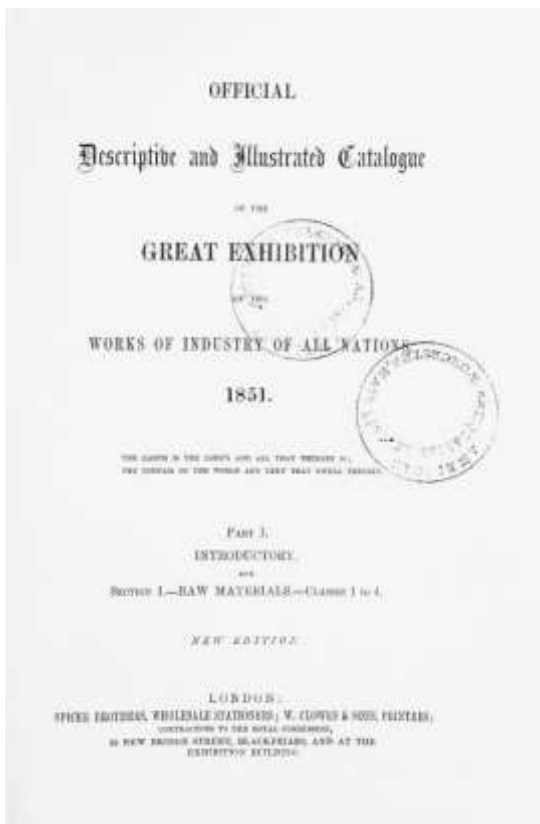 OFFICIAL
Descriptive and Illustrated Catalogue
OF THE
GREAT EXHIBITION
OF THE
WORKS OF INDUSTRY OF ALL NATIONS
1851.
THE EARTH IS THE LORD'S AND ALL THAT THEREIN IS;
THE COMPASS OF THE WORLD AND THEY THAT DWELL THEREIN.
PART I.
INTRODUCTORY,
AND
SECTION I.—RAW MATERIALS.—CLASSES 1 to 4.
NEW EDITION.
LONDON:
SPICER BROTHERS, WHOLESALE STATIONERS; W. CLOWES & SONS, PRINTERS;
CONTRACTORS TO THE ROYAL COMMISSION,
29 NEW BRIDGE STREET, BLACKFRIARS, AND AT THE
EXHIBITION BUILDING.